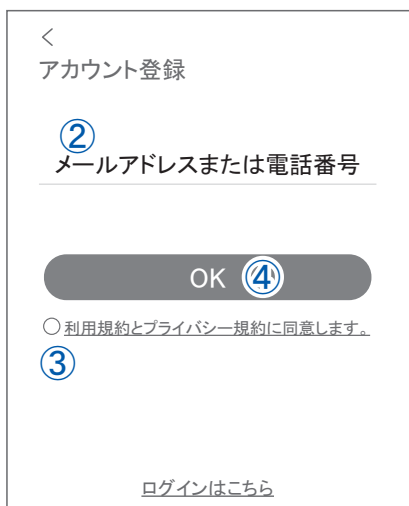 <
アカウント登録
②
メールアドレスまたは電話番号
OK ④
○利用規約とプライバシー規約に同意します。
③
ログインはこちら